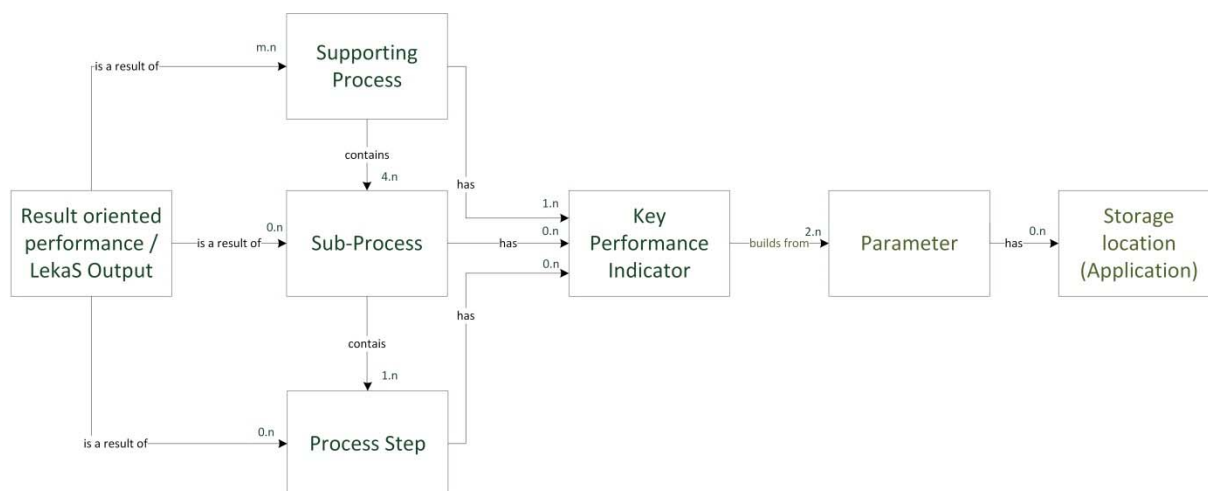 m.n
Supporting
Process
is a result of
contains
4.n
has
Result oriented
performance /
LekaS Output
0.n
is a result of
Sub-Process
has
1.n
0.n
0.n
Key
Performance
Indicator
builds from
2.n
Parameter
has
0.n
Storage
location
(Application)
has
contais
1.n
is a result of
0.n
Process Step